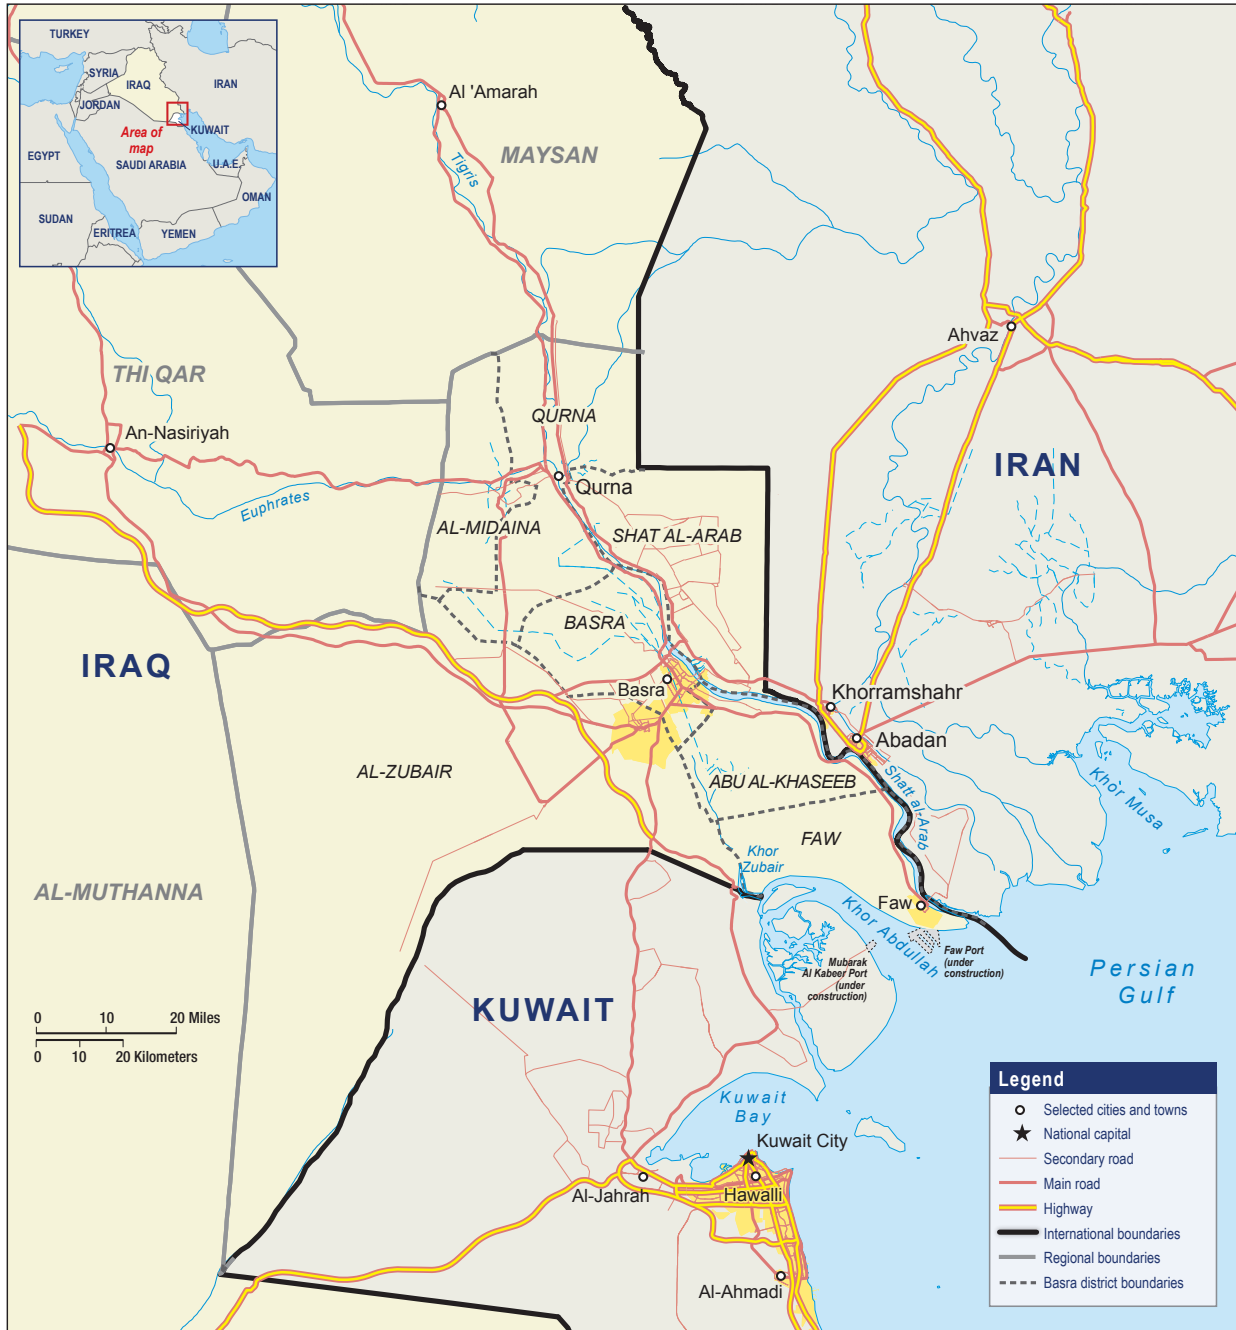 TURKEY
SYRIA
IRAQ
IRAN
JORDAN
Area of
map
KUWAIT
EGYPT
SAUDI ARABIA
U.A.E.
OMAN
SUDAN
ERITREA
YEMEN
Al 'Amarah
MAYSAN
Tigris
Ahvaz
THI QAR
QURNA
An-Nasiriyah
IRAN
Qurna
Euphrates
AL-MIDAINA
SHAT AL-ARAB
BASRA
IRAQ
Basra
Khorramshahr
Abadan
AL-ZUBAIR
ABU AL-KHASEEB
Shatt al-Arab
Khor Musa
FAW
Khor
Zubair
AL-MUTHANNA
Faw
Khor Abdullah
Faw Port
(under
construction)
Mubarak
Al Kabeer Port
(under
construction)
Persian
Gulf
KUWAIT
0 10 20 Miles
0 10 20 Kilometers
Kuwait
Bay
Kuwait City
Al-Jahrah
Hawalli
Al-Ahmadi
Legend
Selected cities and towns
National capital
Secondary road
Main road
Highway
International boundaries
Regional boundaries
Basra district boundaries